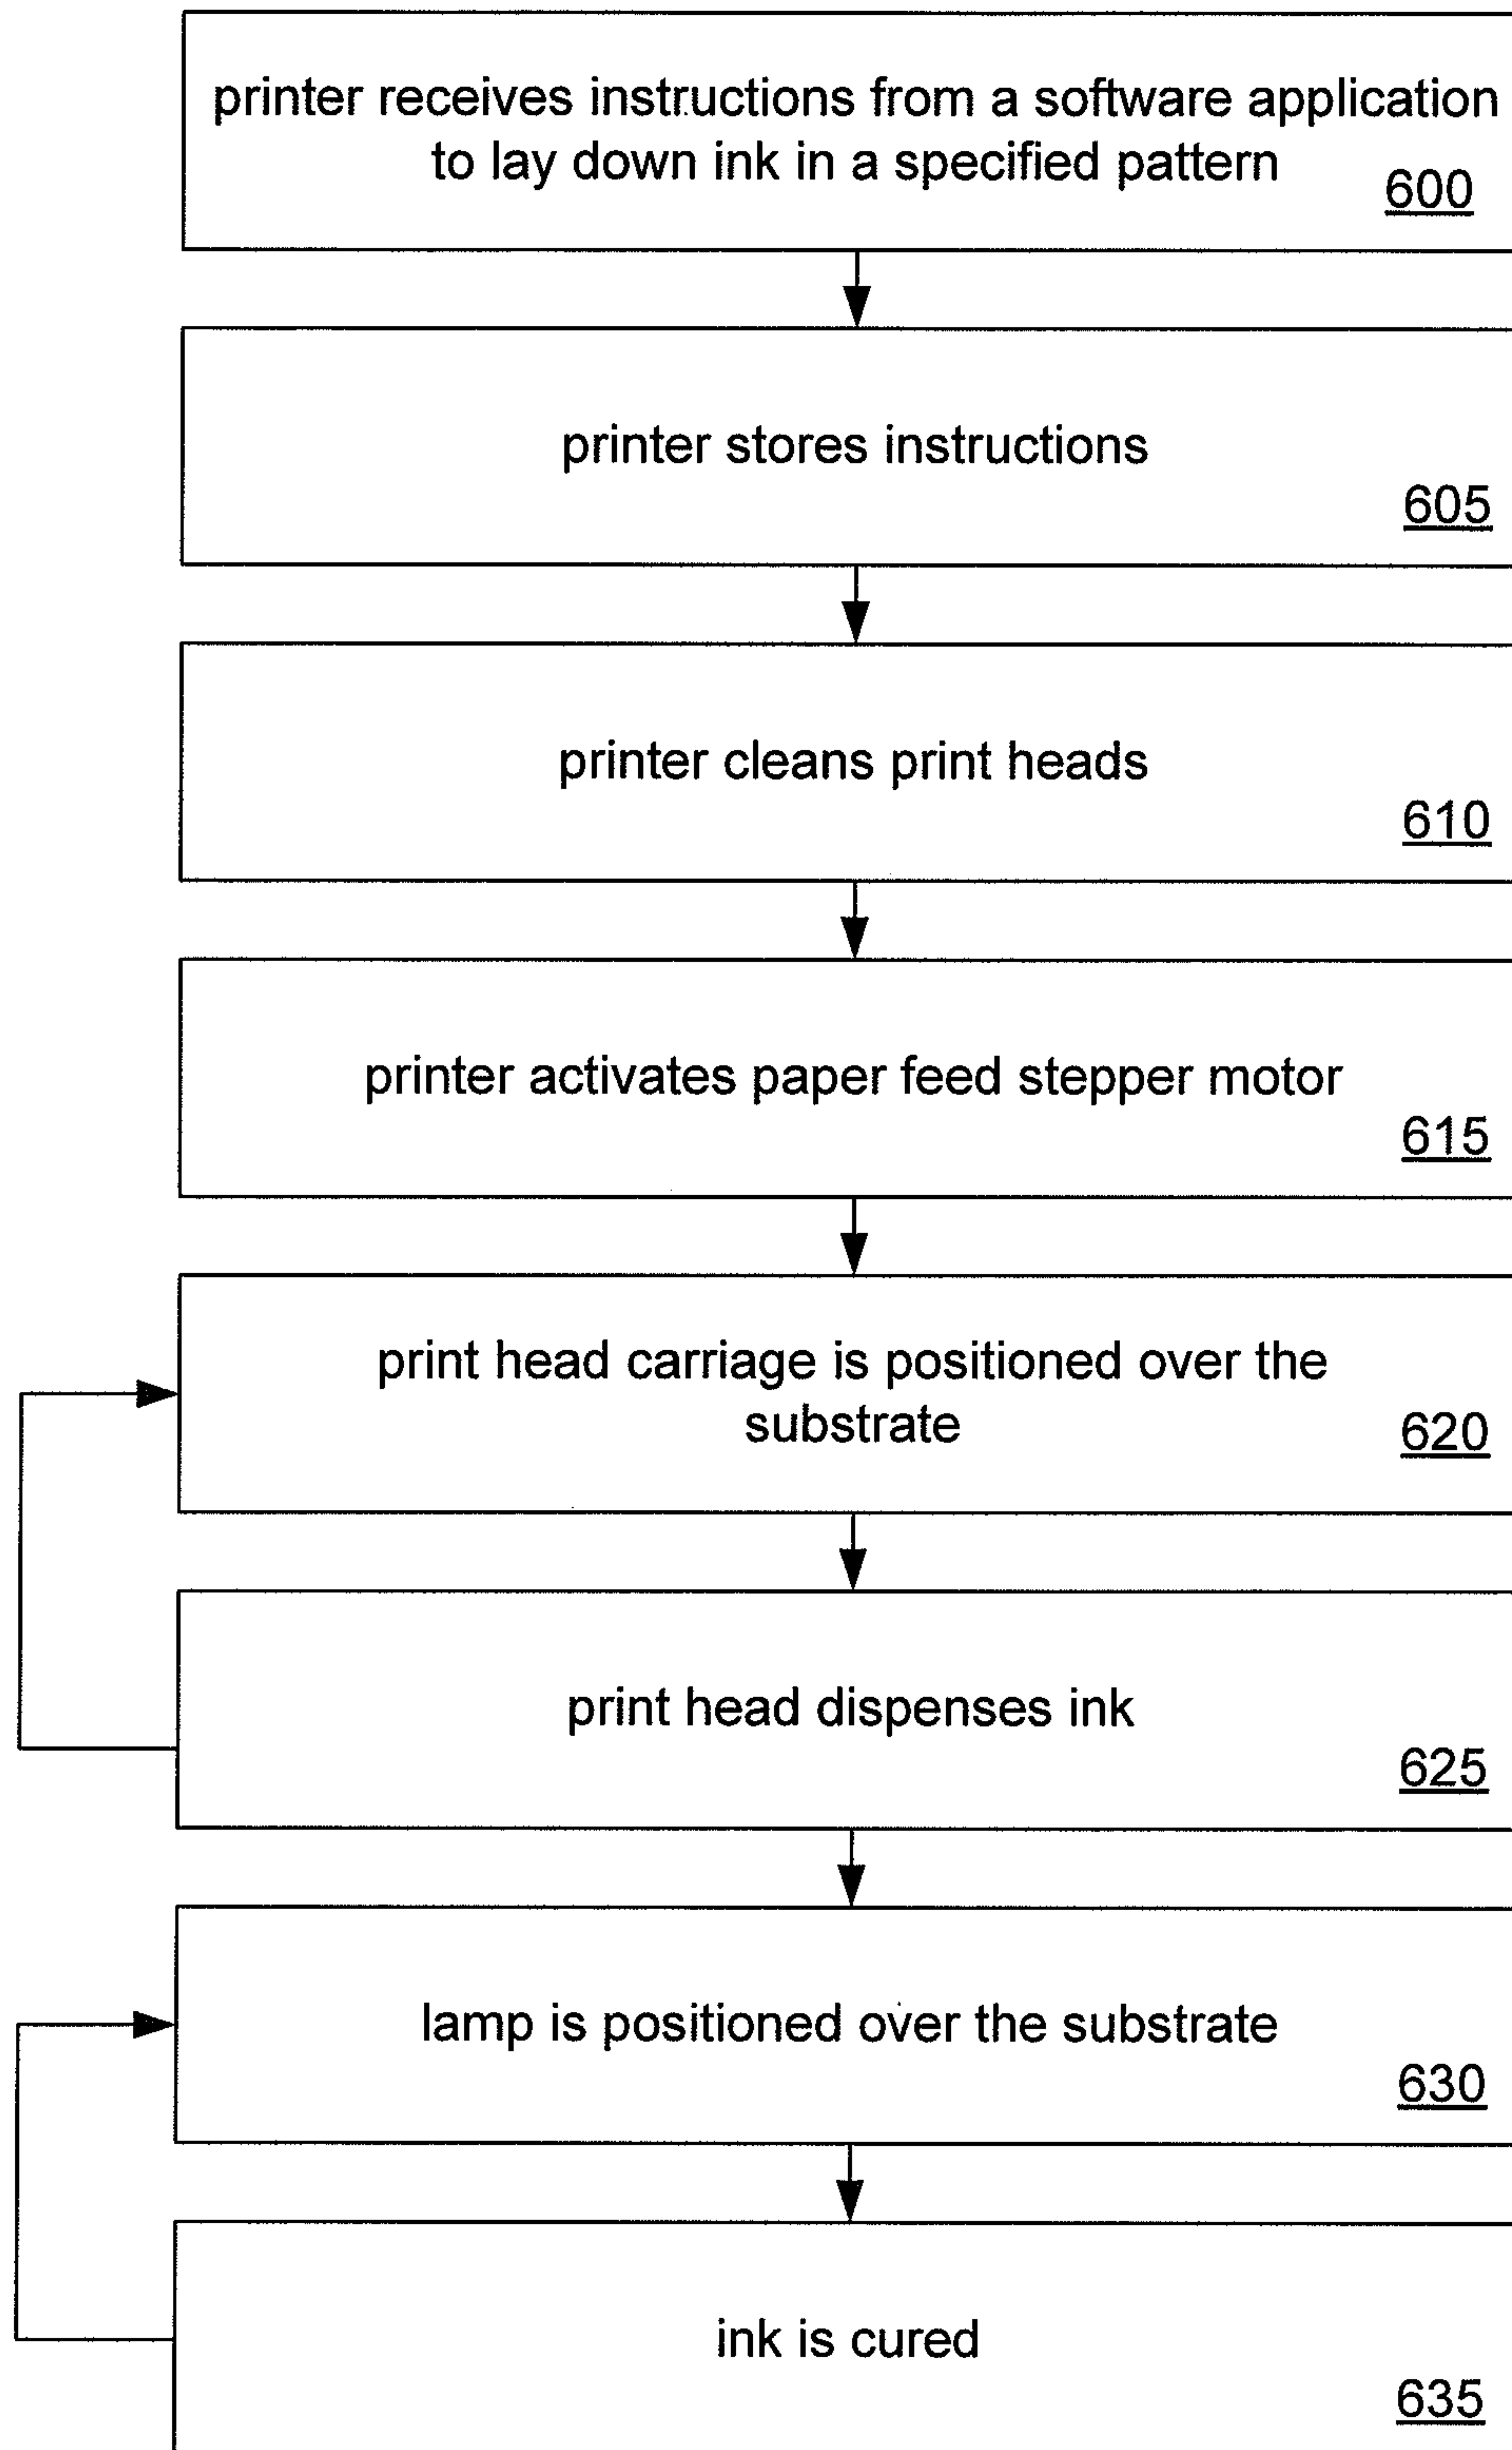 printer receives instructions from a software application
to lay down ink in a specified pattern
600
printer stores instructions
605
printer cleans print heads
610
printer activates paper feed stepper motor
615
print head carriage is positioned over the
substrate
620
print head dispenses ink
625
lamp is positioned over the substrate
630
ink is cured
635